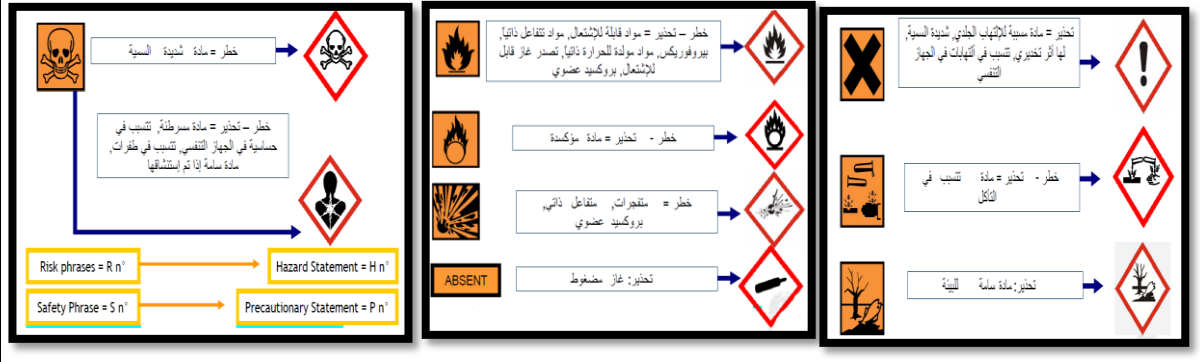 خطر = مادة شديدة السمية
خطر – تحذير = مادة مسرطنة, تتسبب في
حساسية في الجهاز التنفسي, تتسبب في طفرات,
مادة سامة إذا تم إستنشاقها
Risk phrases = R n°
Hazard Statement = H n°
Safety Phrase = S n°
Precautionary Statement = P n°
خطر – تحذير = مواد قابلة للإشتعال, مواد تتفاعل ذاتيا,
بيروفوريكس, مواد مولدة للحرارة ذاتيا, تصدر غاز قابل
للإشتعال, بروكسيد عضوي
خطر - تحذير = مادة مؤكسدة
خطر = متفجرات, متفاعل ذاتي,
بروكسيد عضوي
ABSENT
تحذير: غاز مضغوط
تحذير = مادة مسببة للإلتهاب الجلدي, شديدة السمية,
لها أثر تخديري, تتسبب في ألتهابات في الجهاز
التنفسي
خطر - تحذير = مادة تتسبب في
التآكل
تحذير: مادة سامة للبيئة